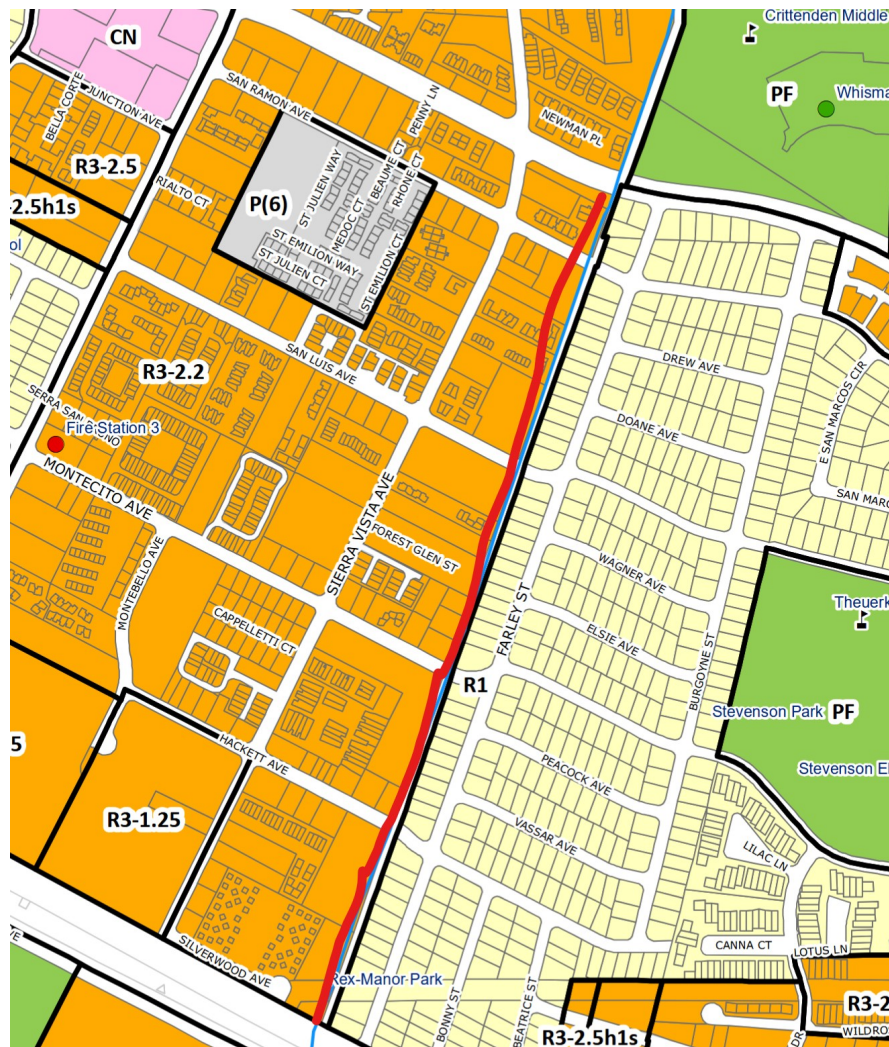 Crittenden Middle
CN
BELLA CORTE
JUNCTION AVE
SAN RAMON AVE
PENNY LN
NEWMAN PL
PF
Whisma
R3-2.5
RIALTO CT
P(6)
ST JULIEN WAY
MEDOC CT
BEAUME CT
RHONE CT
-2.5h1s
ol
ST EMILION WAY
ST JULIEN CT
ST EMILION CT
SAN LUIS AVE
R3-2.2
DREW AVE
E SAN MARCOS CIR
DOANE AVE
Fire Station 3
MONTECITO AVE
SIERRA VISTA AVE
SAN MARC
FOREST GLEN ST
MONTEBELLO AVE
WAGNER AVE
CAPPELLETTI CT
FARLEY ST
ELSIE AVE
BURGOYNE ST
Theuerk
R1
Stevenson Park
PF
5
HACKETT AVE
PEACOCK AVE
Stevenson El
R3-1.25
VASSAR AVE
LILAC LN
SILVERWOOD AVE
CANNA CT
LOTUS LN
Rex-Manor Park
VE
BONNY ST
BEATRICE ST
R3-2.5h1s
DR
R3-2
WILDRO